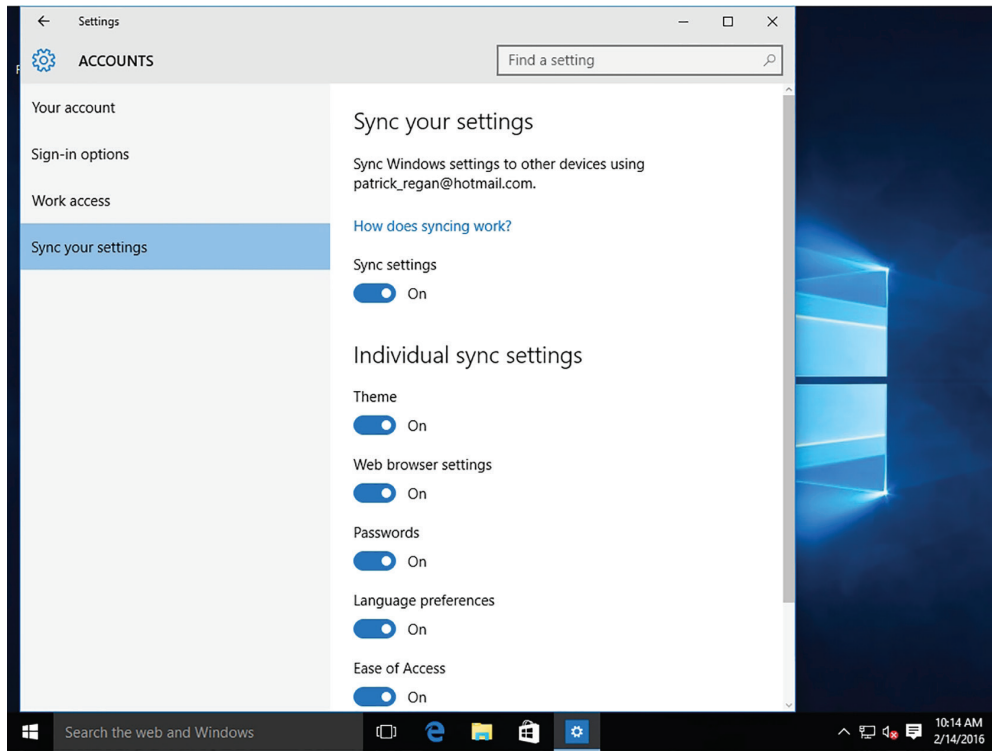 Settings
ACCOUNTS
Find a setting
Your account
Sign-in options
Work access
Sync your settings
Sync your settings
Sync Windows settings to other devices using
patrick_regan@hotmail.com.
How does syncing work?
Sync settings
On
Individual sync settings
Theme
On
Web browser settings
On
Passwords
On
Language preferences
On
Ease of Access
On
Search the web and Windows
10:14 AM
2/14/2016